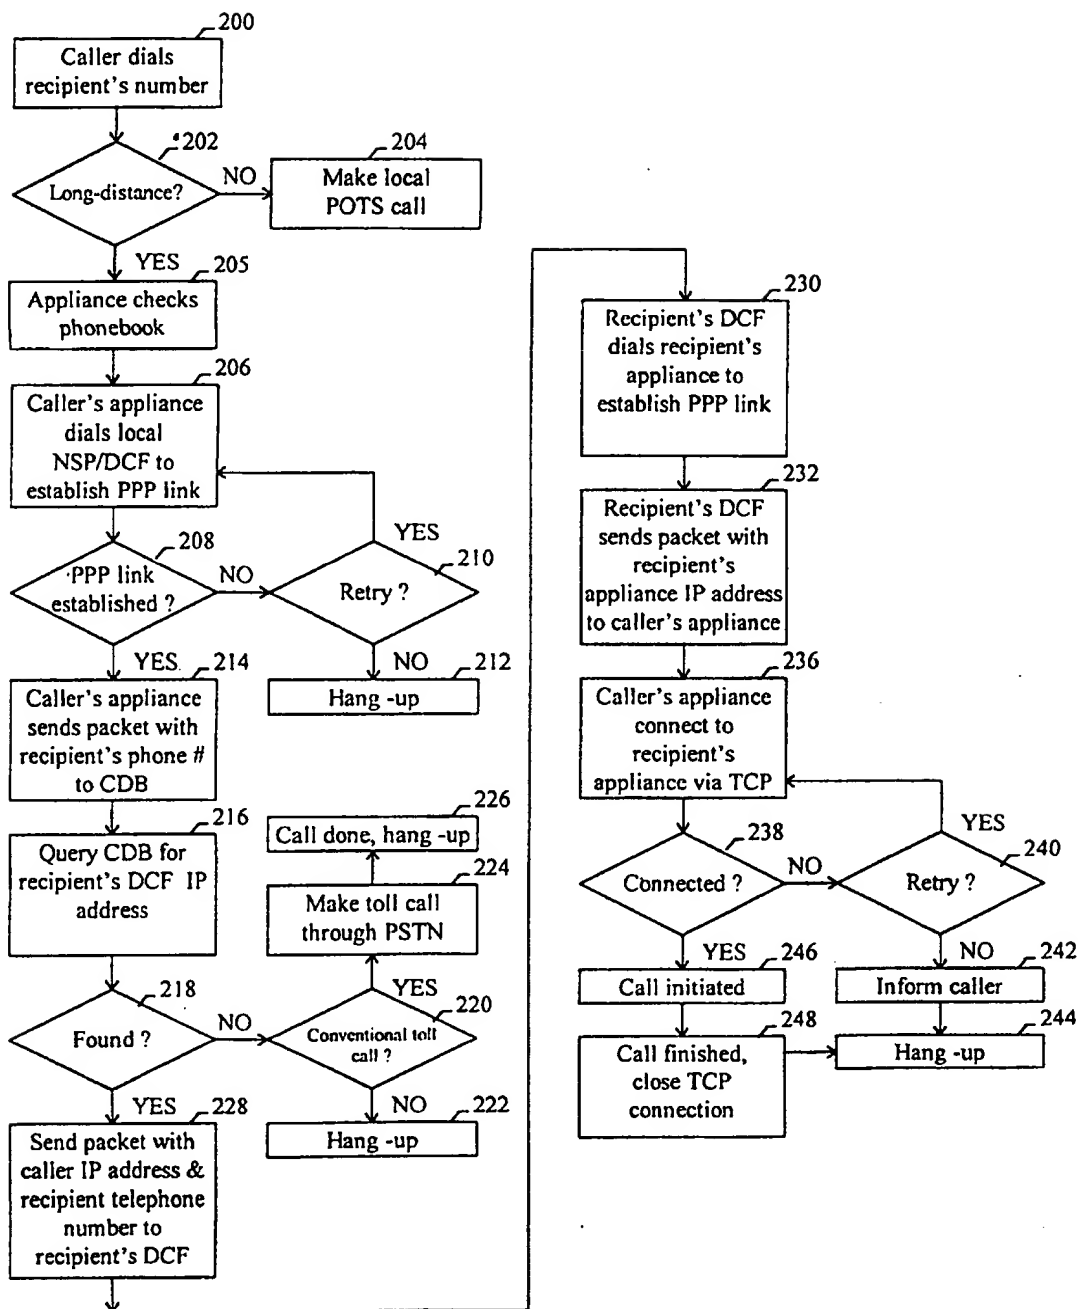 200
Caller dials
recipient's number
202
Long-distance?
NO
204
Make local
POTS call
YES
205
Appliance checks
phonebook
206
Caller's appliance
dials local
NSP/DCF to
establish PPP link
208
PPP link
established ?
NO
YES
210
Retry ?
NO
212
Hang -up
YES
214
Caller's appliance
sends packet with
recipient's phone #
to CDB
216
Query CDB for
recipient's DCF IP
address
218
Found ?
NO
220
Conventional toll
call ?
YES
224
Make toll call
through PSTN
226
Call done, hang -up
NO
222
Hang -up
YES
228
Send packet with
caller IP address &
recipient telephone
number to
recipient's DCF
230
Recipient's DCF
dials recipient's
appliance to
establish PPP link
232
Recipient's DCF
sends packet with
recipient's
appliance IP address
to caller's appliance
236
Caller's appliance
connect to
recipient's
appliance via TCP
238
Connected ?
NO
YES
240
Retry ?
NO
242
Inform caller
244
Hang -up
YES
246
Call initiated
248
Call finished,
close TCP
connection